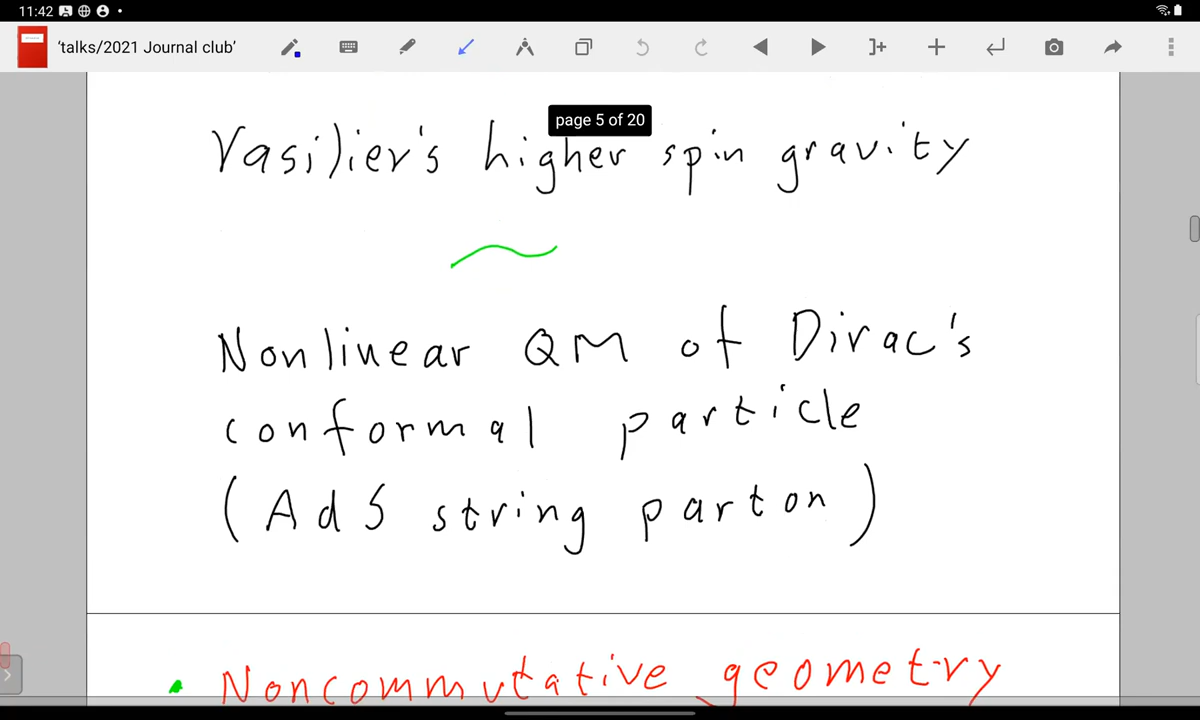 11:42
'talks/2021 Journal club'
page 5 of 20
Vasiliev's higher spin gravity
Nonlinear QM of Dirac's
conformal particle
(AdS string parton)
Noncommutative geometry